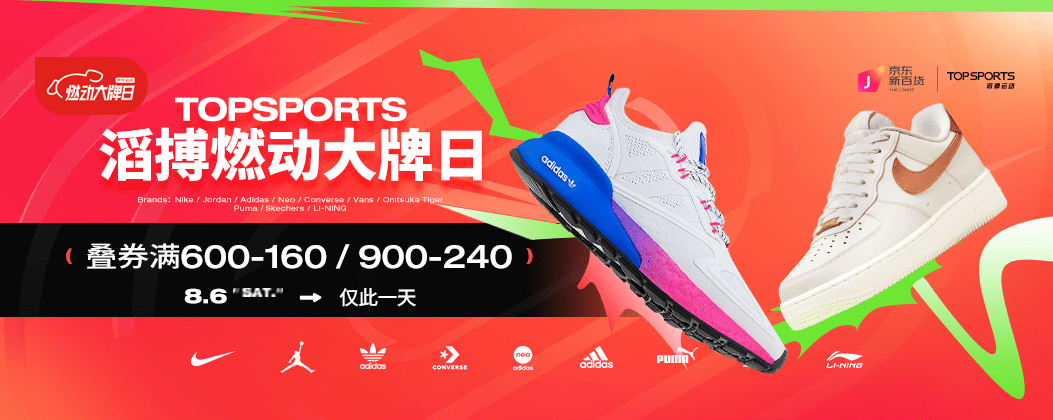 燃动大牌日
京东
新百货
THE J SHOP
TOPSPORTS
滔搏运动
TOPSPORTS
滔搏燃动大牌日
Brands: Nike / Jordan / Adidas / Neo / Converse / Vans / Onitsuka Tiger
Puma / Skechers / LI-NING
叠券满600-160 / 900-240
8.6 "SAT." → 仅此一天
adidas
adidas
CONVERSE
neo
adidas
adidas
PUMA
LI-NING